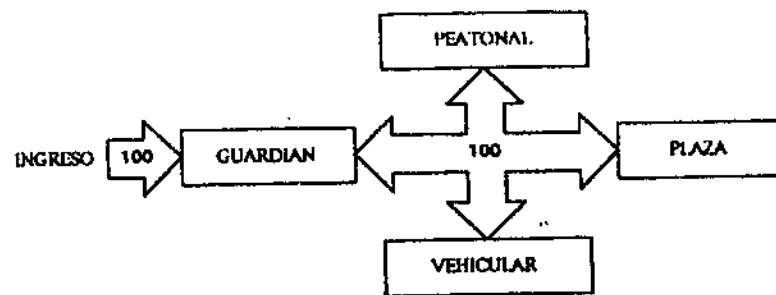 PEATONAL
INGRESO 100 GUARDIAN 100 PLAZA
VEHICULAR